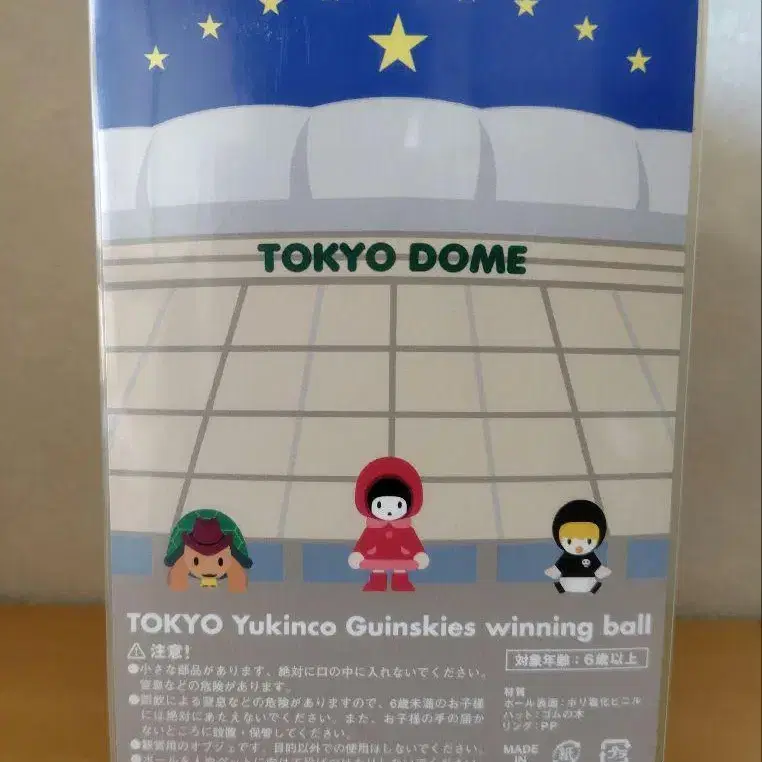 TOKYO DOME
TOKYO Yukinco Guinskies winning ball
⚠ 注意!
●小さな部品があります、絶対に口の中に入れないでください。
窒息などの危険があります。
●誤飲による窒息などの危険がありますので、6歳未満のお子様
には絶対にあたえないでください。また、お子様の手の届か
ないところに設置・保管してください。
●観賞用のオブジェです、目的以外での使用はしないでください。
対象年齢:6歳以上
材質
ボール表面:ポリ塩化ビニル
バット:ゴムの木
リング:PP
MADE
IN
紙
プラ